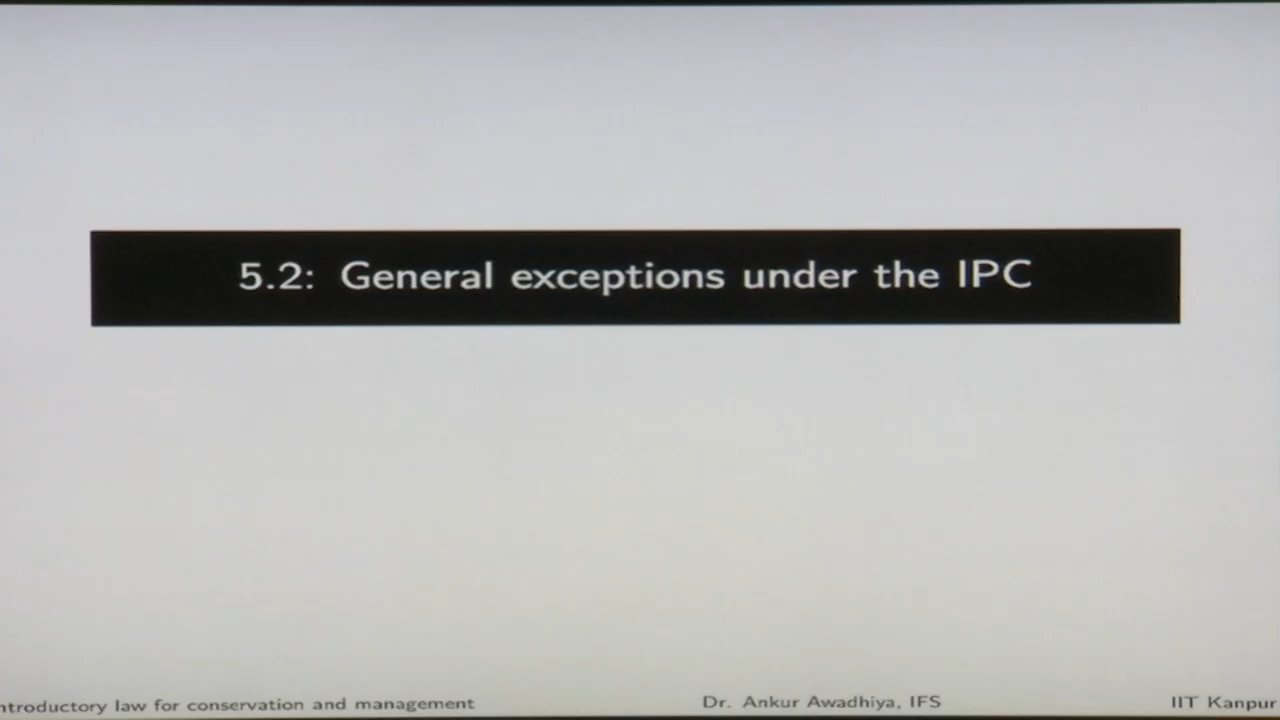 5.2: General exceptions under the IPC
ntroductory law for conservation and management
Dr. Ankur Awadhiya, IFS
IIT Kanpur